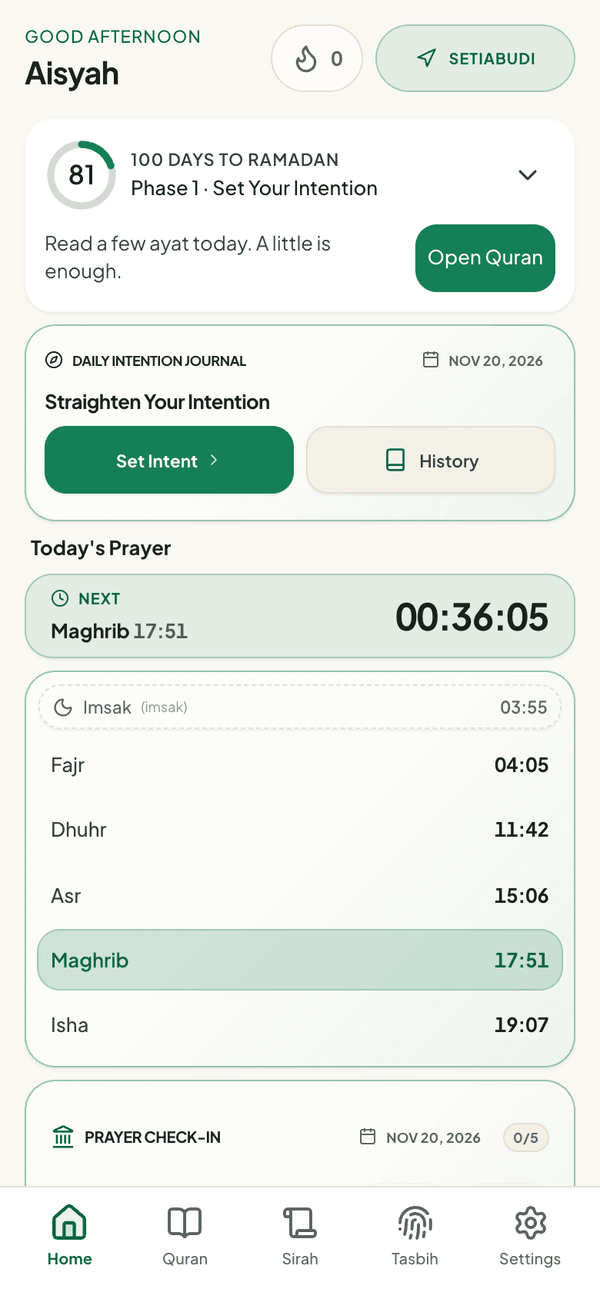 GOOD AFTERNOON
Aisyah
0
SETIABUDI
81
100 DAYS TO RAMADAN
Phase 1 · Set Your Intention
Read a few ayat today. A little is
enough.
Open Quran
DAILY INTENTION JOURNAL
NOV 20, 2026
Straighten Your Intention
Set Intent
History
Today's Prayer
NEXT
Maghrib 17:51
00:36:05
Imsak (imsak) 03:55
Fajr 04:05
Dhuhr 11:42
Asr 15:06
Maghrib 17:51
Isha 19:07
PRAYER CHECK-IN
NOV 20, 2026
0/5
Home
Quran
Sirah
Tasbih
Settings